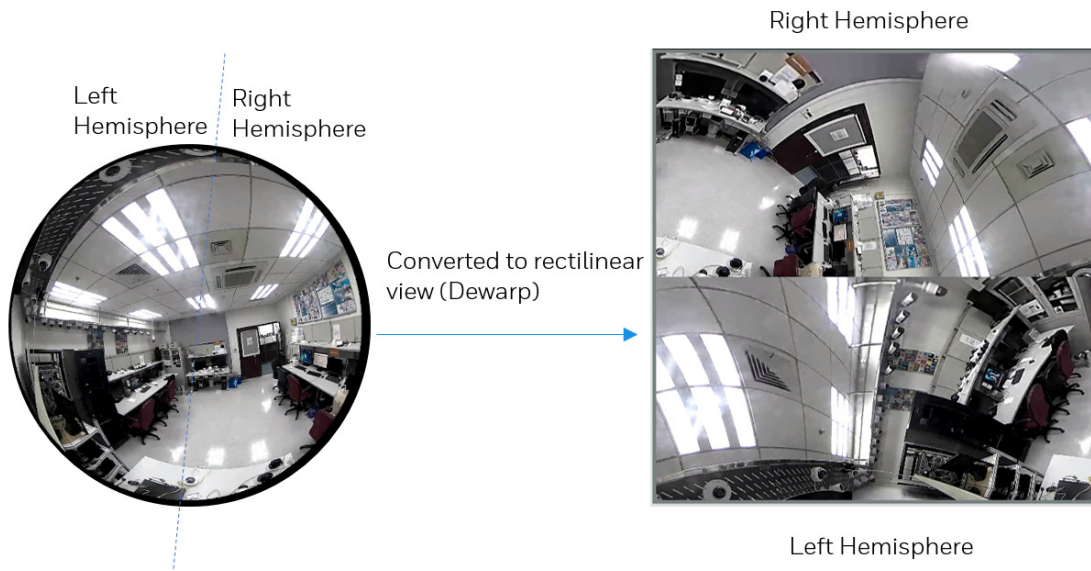 Right Hemisphere
Left
Hemisphere
Right
Hemisphere
Converted to rectilinear
view (Dewarp)
Left Hemisphere